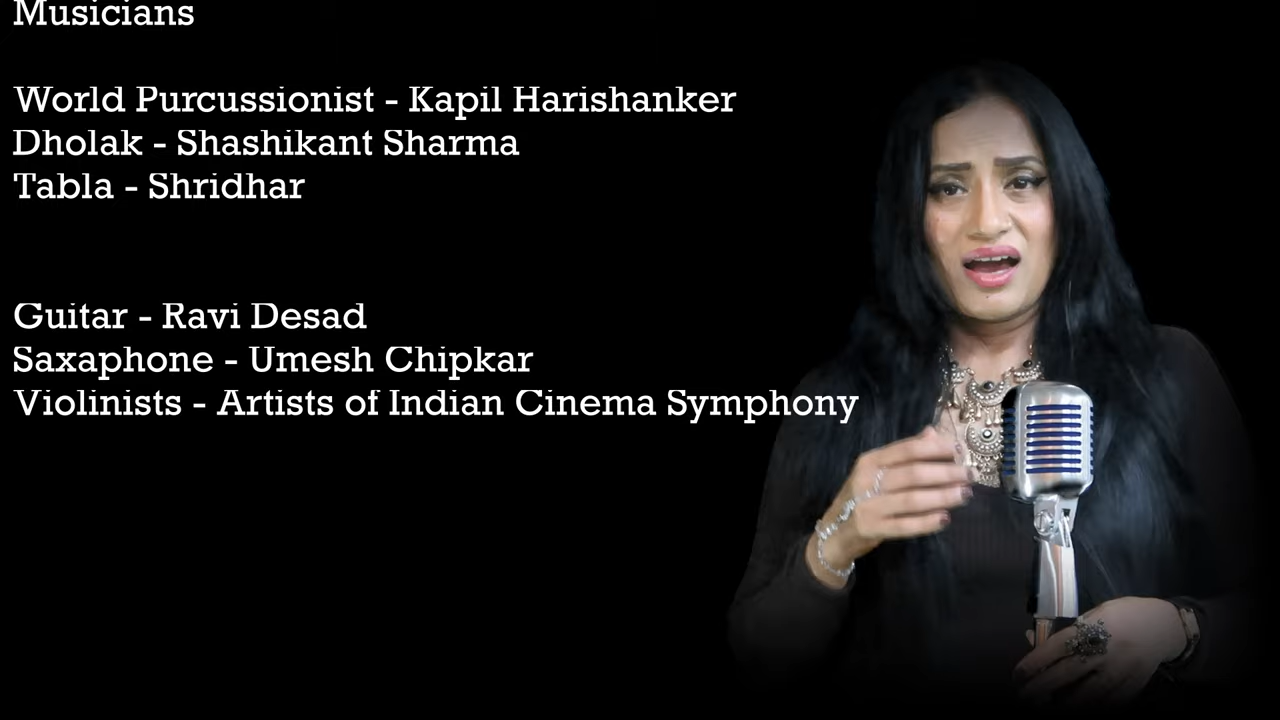 Musicians
World Purcussionist - Kapil Harishanker
Dholak - Shashikant Sharma
Tabla - Shridhar
Guitar - Ravi Desad
Saxaphone - Umesh Chipkar
Violinists - Artists of Indian Cinema Symphony